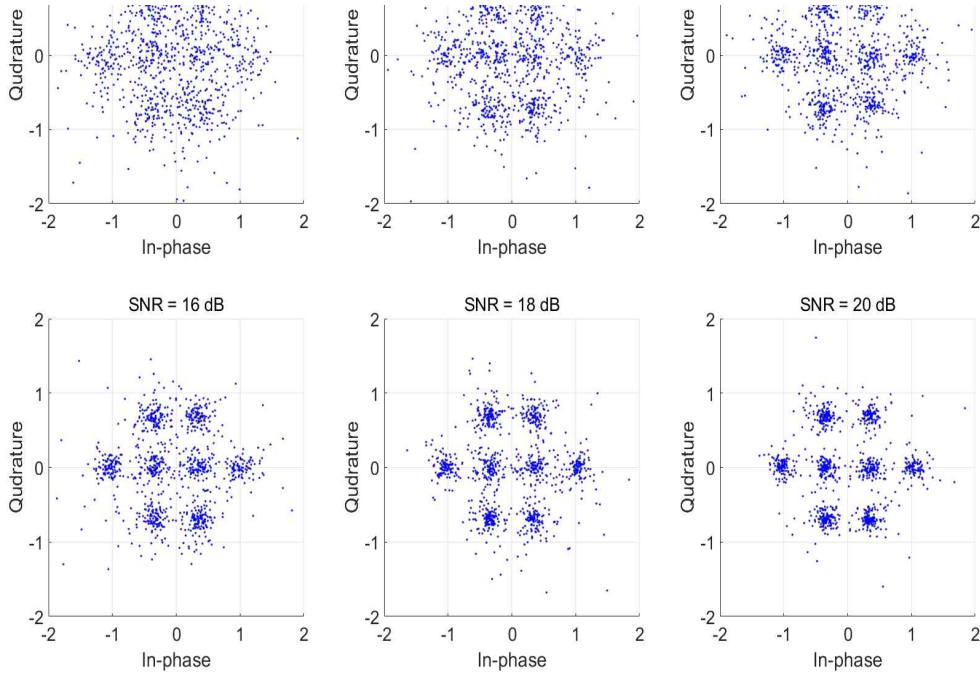 Qudrature Qudrature Qudrature
0 0 0
-1 -1 -1
-2 -2 -2
-2 -1 0 1 2 -2 -1 0 1 2 -2 -1 0 1 2
In-phase In-phase In-phase
SNR = 16 dB SNR = 18 dB SNR = 20 dB
2 2 2
1 1 1
Qudrature Qudrature Qudrature
0 0 0
-1 -1 -1
-2 -2 -2
-2 -1 0 1 2 -2 -1 0 1 2 -2 -1 0 1 2
In-phase In-phase In-phase